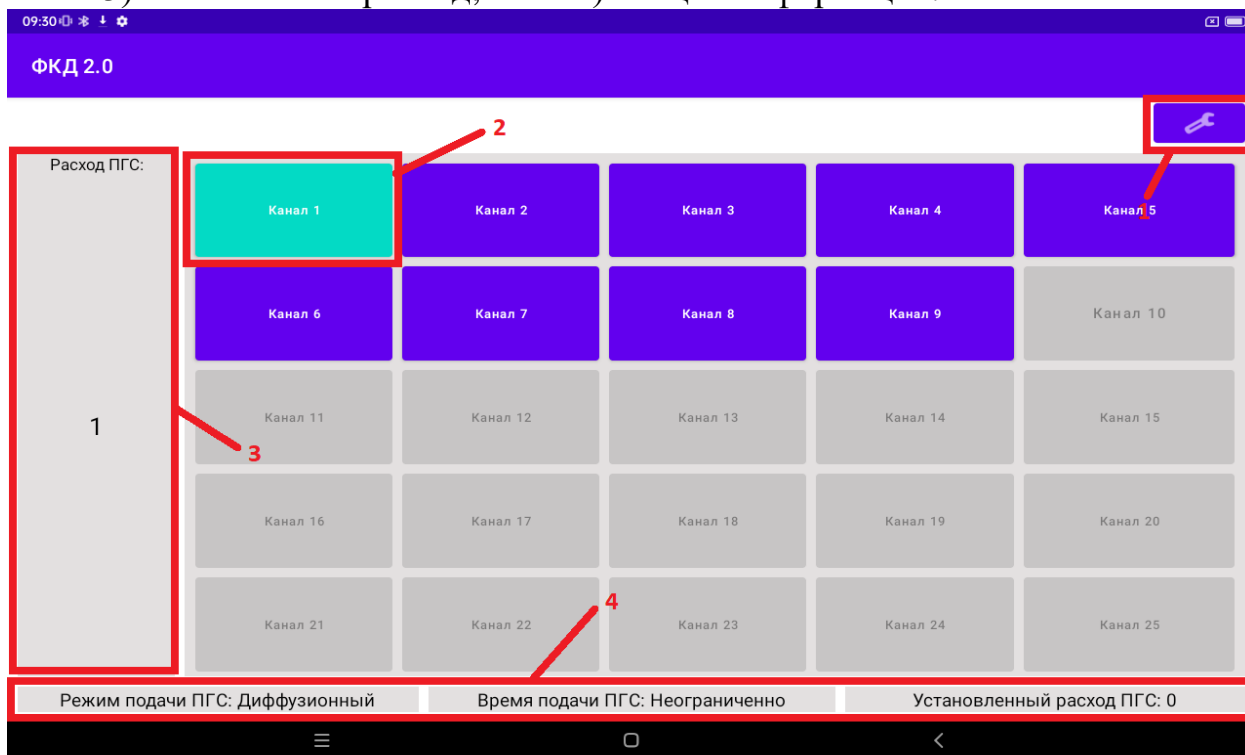 09:30
ФКД 2.0
2
Расход ПГС:
1
Канал 1
Канал 2
Канал 3
Канал 4
Канал 5
1
Канал 6
Канал 7
Канал 8
Канал 9
Канал 10
Канал 11
Канал 12
Канал 13
Канал 14
Канал 15
3
Канал 16
Канал 17
Канал 18
Канал 19
Канал 20
4
Канал 21
Канал 22
Канал 23
Канал 24
Канал 25
Режим подачи ПГС: Диффузионный
Время подачи ПГС: Неограниченно
Установленный расход ПГС: 0